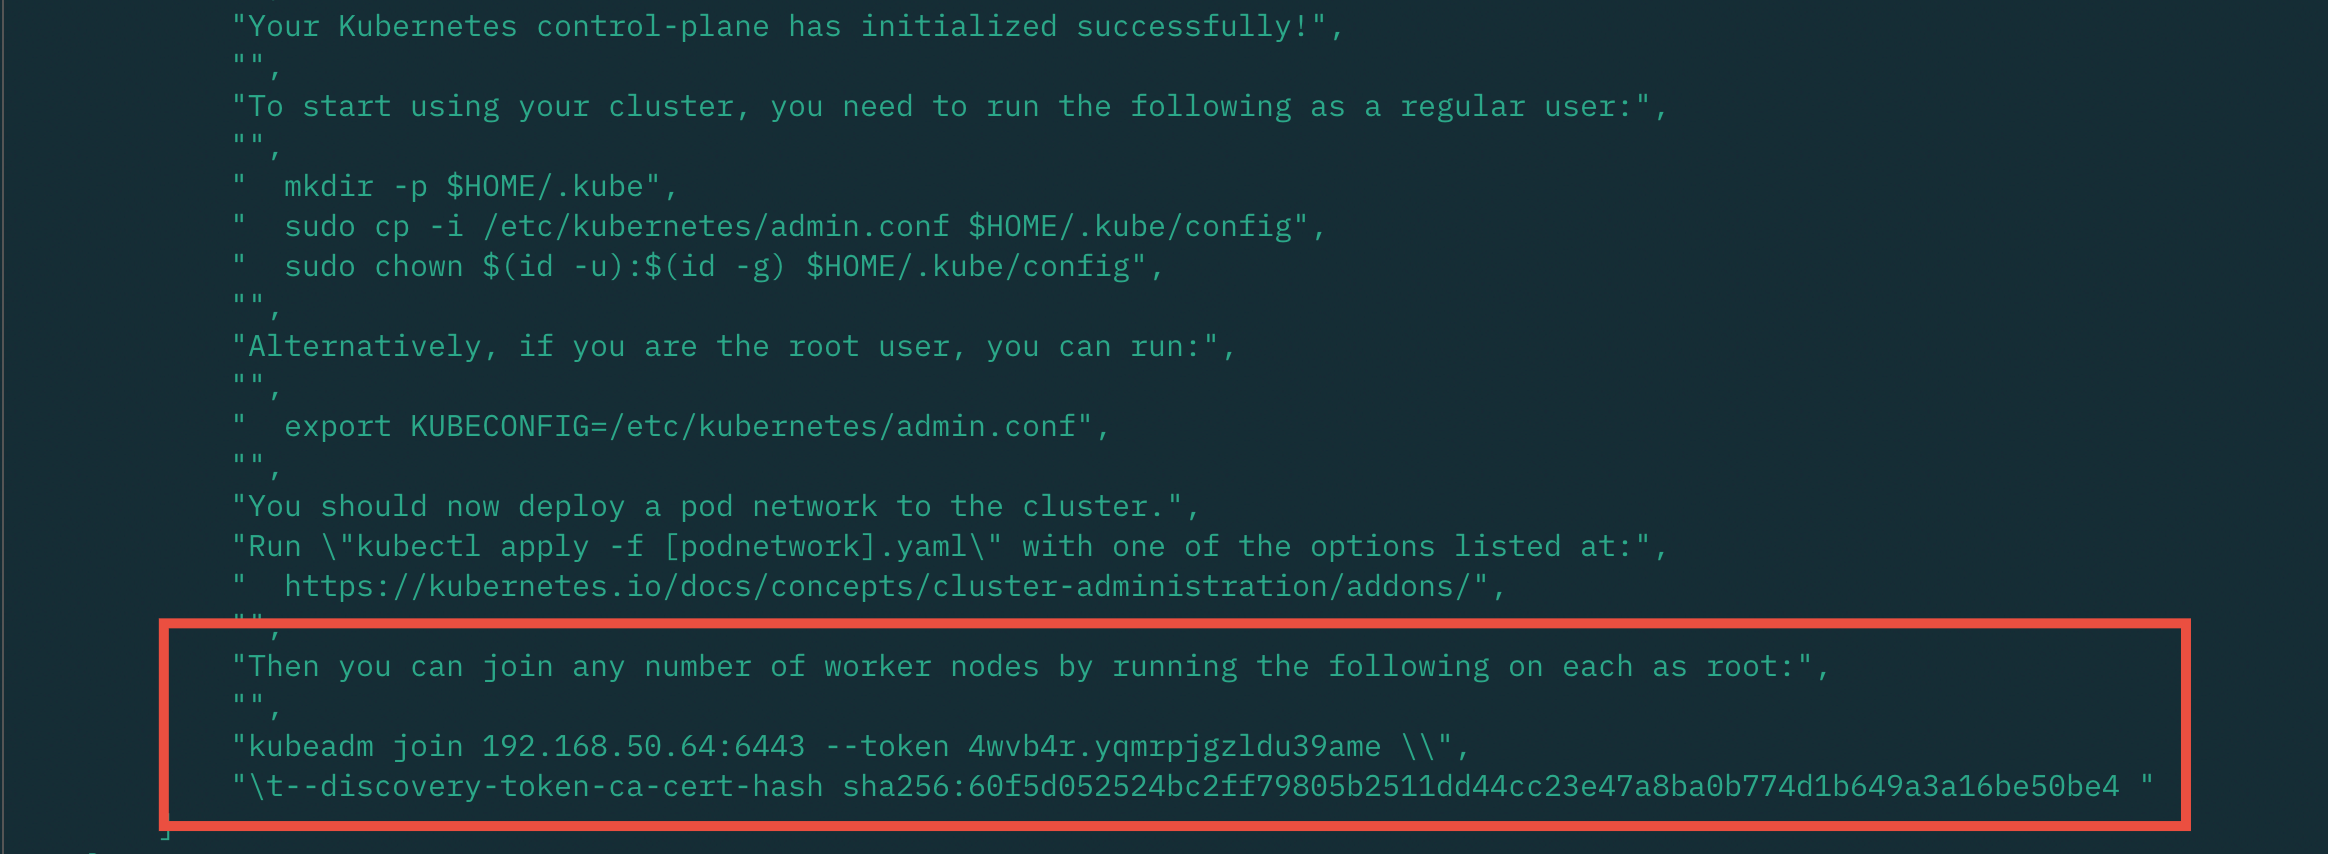 "Your Kubernetes control-plane has initialized successfully!",
"",
"To start using your cluster, you need to run the following as a regular user:",
"",
"  mkdir -p $HOME/.kube",
"  sudo cp -i /etc/kubernetes/admin.conf $HOME/.kube/config",
"  sudo chown $(id -u):$(id -g) $HOME/.kube/config",
"",
"Alternatively, if you are the root user, you can run:",
"",
"  export KUBECONFIG=/etc/kubernetes/admin.conf",
"",
"You should now deploy a pod network to the cluster.",
"Run \"kubectl apply -f [podnetwork].yaml\" with one of the options listed at:",
"  https://kubernetes.io/docs/concepts/cluster-administration/addons/",
"",
"Then you can join any number of worker nodes by running the following on each as root:",
"",
"kubeadm join 192.168.50.64:6443 --token 4wvb4r.yqmrpjgzldu39ame \\",
"\t--discovery-token-ca-cert-hash sha256:60f5d052524bc2ff79805b2511dd44cc23e47a8ba0b774d1b649a3a16be50be4 "
]